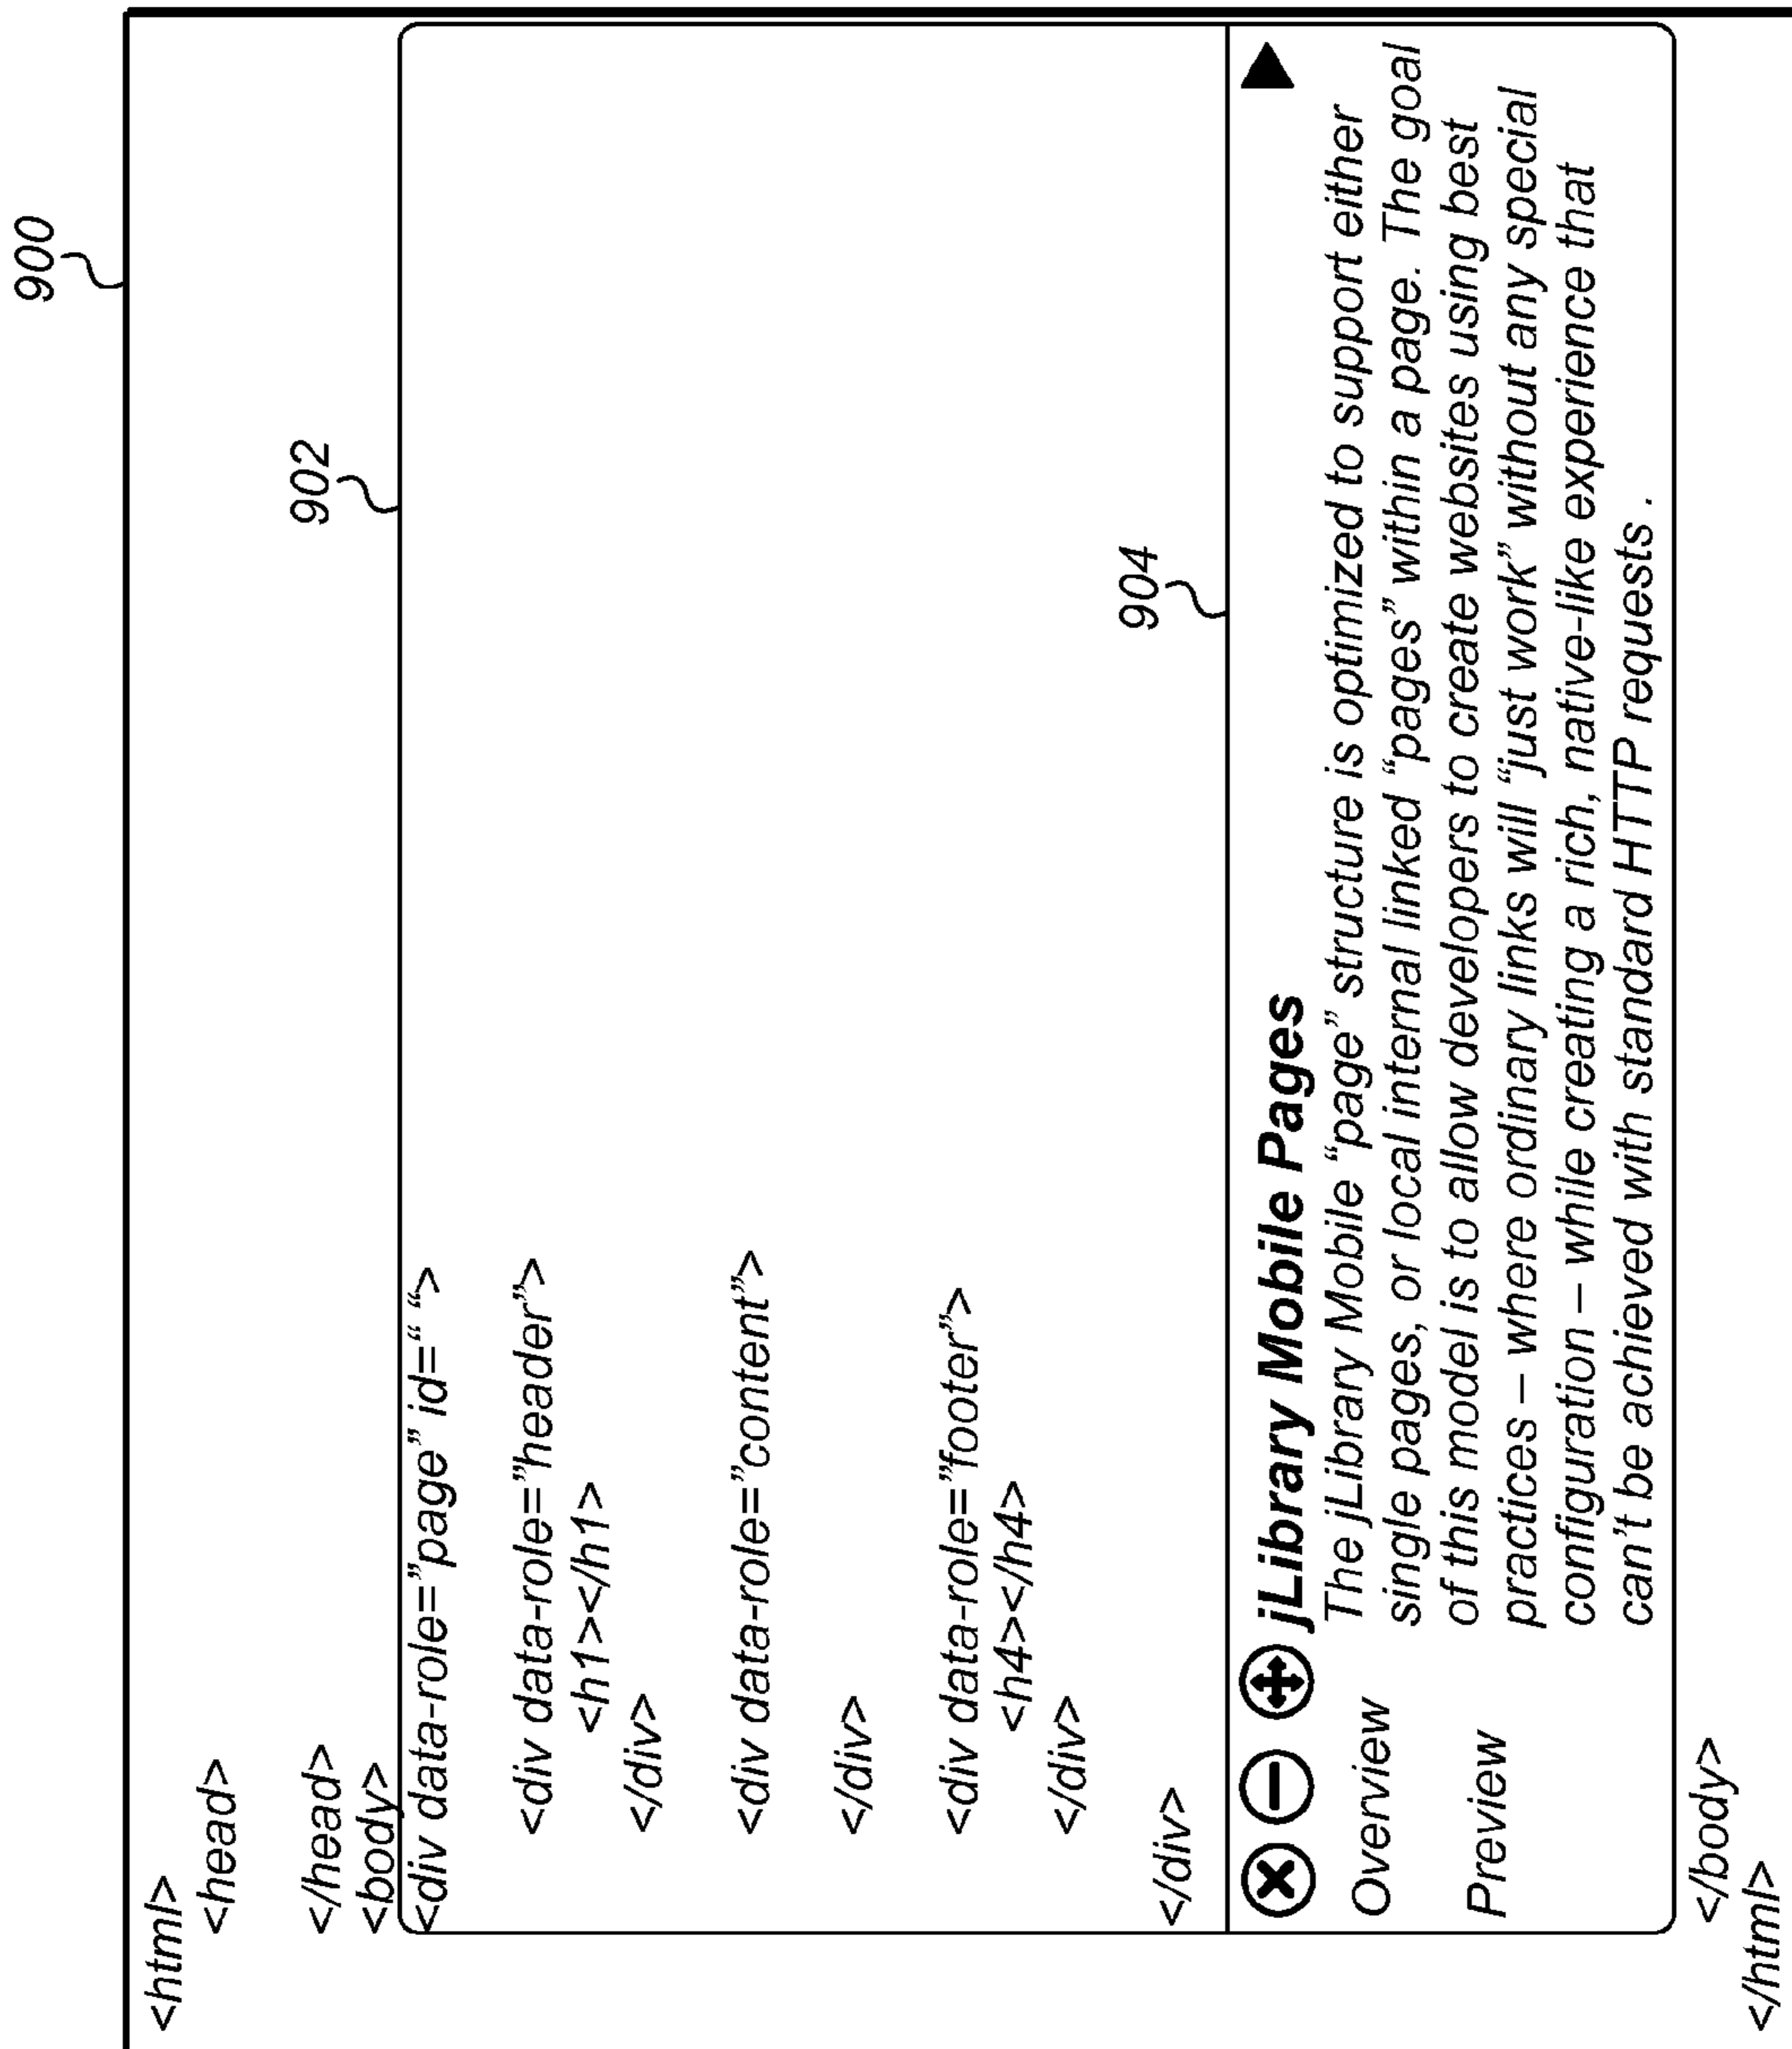 900
<html>
<head>
</head>
<body>
902
<div data-role=”page” id=“ “>
<div data-role=”header”>
<h1></h1>
</div>
<div data-role=”content”>
</div>
<div data-role=”footer”>
<h4></h4>
</div>
904
</div>
jLibrary Mobile Pages
Overview
Preview
The jLibrary Mobile “page” structure is optimized to support either
single pages, or local internal linked “pages” within a page. The goal
of this model is to allow developers to create websites using best
practices – where ordinary links will “just work” without any special
configuration – while creating a rich, native-like experience that
can’t be achieved with standard HTTP requests .
</body>
</html>